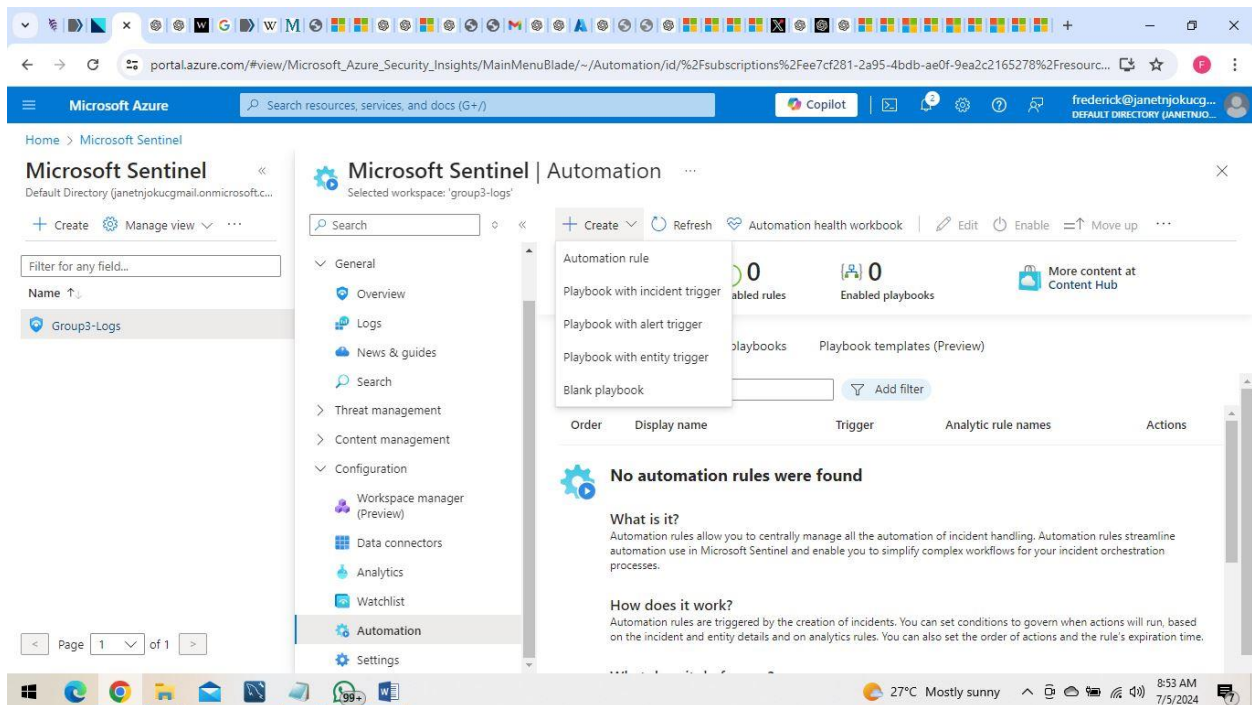 portal.azure.com/#view/Microsoft_Azure_Security_Insights/MainMenuBlade/~/Automation/id/%2Fsubscriptions%2Fee7cf281-2a95-4bdb-ae0f-9ea2c2165278%2Fresourc...
Microsoft Azure
Search resources, services, and docs (G+/)
Copilot
2
frederick@janetnjokucg...
DEFAULT DIRECTORY (JANETNJO...
Home > Microsoft Sentinel
Microsoft Sentinel
Default Directory (janetnjokucgmail.onmicrosoft.c...
+ Create
Manage view
...
Filter for any field...
Name ↑↓
Group3-Logs
< Page 1 of 1 >
Microsoft Sentinel | Automation ...
Selected workspace: 'group3-logs'
Search
General
Overview
Logs
News & guides
Search
Threat management
Content management
Configuration
Workspace manager
(Preview)
Data connectors
Analytics
Watchlist
Automation
Settings
+ Create
Refresh
Automation health workbook
Edit
Enable
Move up
...
Automation rule
Playbook with incident trigger
Playbook with alert trigger
Playbook with entity trigger
Blank playbook
0
abled rules
0
Enabled playbooks
More content at
Content Hub
playbooks
Playbook templates (Preview)
Add filter
Order Display name Trigger Analytic rule names Actions
No automation rules were found
What is it?
Automation rules allow you to centrally manage all the automation of incident handling. Automation rules streamline
automation use in Microsoft Sentinel and enable you to simplify complex workflows for your incident orchestration
processes.
How does it work?
Automation rules are triggered by the creation of incidents. You can set conditions to govern when actions will run, based
on the incident and entity details and on analytics rules. You can also set the order of actions and the rule's expiration time.
99+
27°C Mostly sunny
8:53 AM
7/5/2024
7